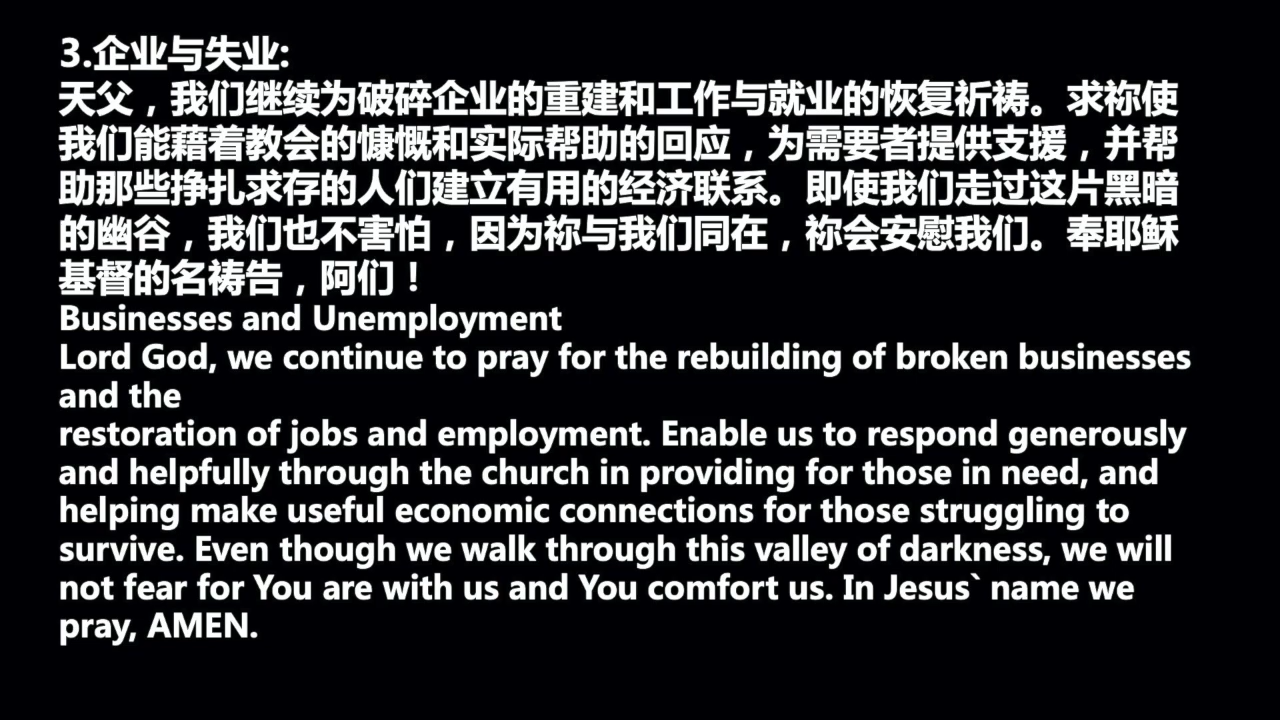 3.企业与失业:
天父，我们继续为破碎企业的重建和工作与就业的恢复祈祷。求祢使
我们能藉着教会的慷慨和实际帮助的回应，为需要者提供支援，并帮
助那些挣扎求存的人们建立有用的经济联系。即使我们走过这片黑暗
的幽谷，我们也不害怕，因为祢与我们同在，祢会安慰我们。奉耶稣
基督的名祷告，阿们！
Businesses and Unemployment
Lord God, we continue to pray for the rebuilding of broken businesses
and the
restoration of jobs and employment. Enable us to respond generously
and helpfully through the church in providing for those in need, and
helping make useful economic connections for those struggling to
survive. Even though we walk through this valley of darkness, we will
not fear for You are with us and You comfort us. In Jesus` name we
pray, AMEN.